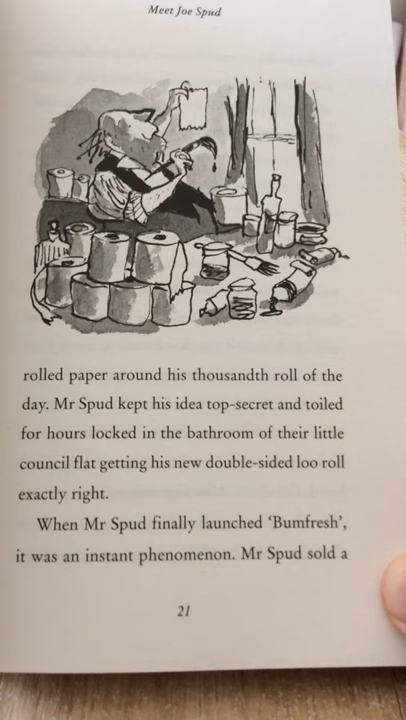 Meet Joe Spud
rolled paper around his thousandth roll of the
day. Mr Spud kept his idea top-secret and toiled
for hours locked in the bathroom of their little
council flat getting his new double-sided loo roll
exactly right.
When Mr Spud finally launched ‘Bumfresh’,
it was an instant phenomenon. Mr Spud sold a
21